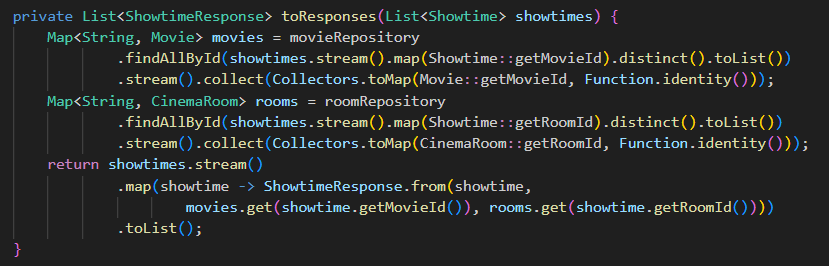 private List<ShowtimeResponse> toResponses(List<Showtime> showtimes) {
    Map<String, Movie> movies = movieRepository
            .findAllById(showtimes.stream().map(Showtime::getMovieId).distinct().toList())
            .stream().collect(Collectors.toMap(Movie::getMovieId, Function.identity()));
    Map<String, CinemaRoom> rooms = roomRepository
            .findAllById(showtimes.stream().map(Showtime::getRoomId).distinct().toList())
            .stream().collect(Collectors.toMap(CinemaRoom::getRoomId, Function.identity()));
    return showtimes.stream()
            .map(showtime -> ShowtimeResponse.from(showtime,
                    movies.get(showtime.getMovieId()), rooms.get(showtime.getRoomId())))
            .toList();
}